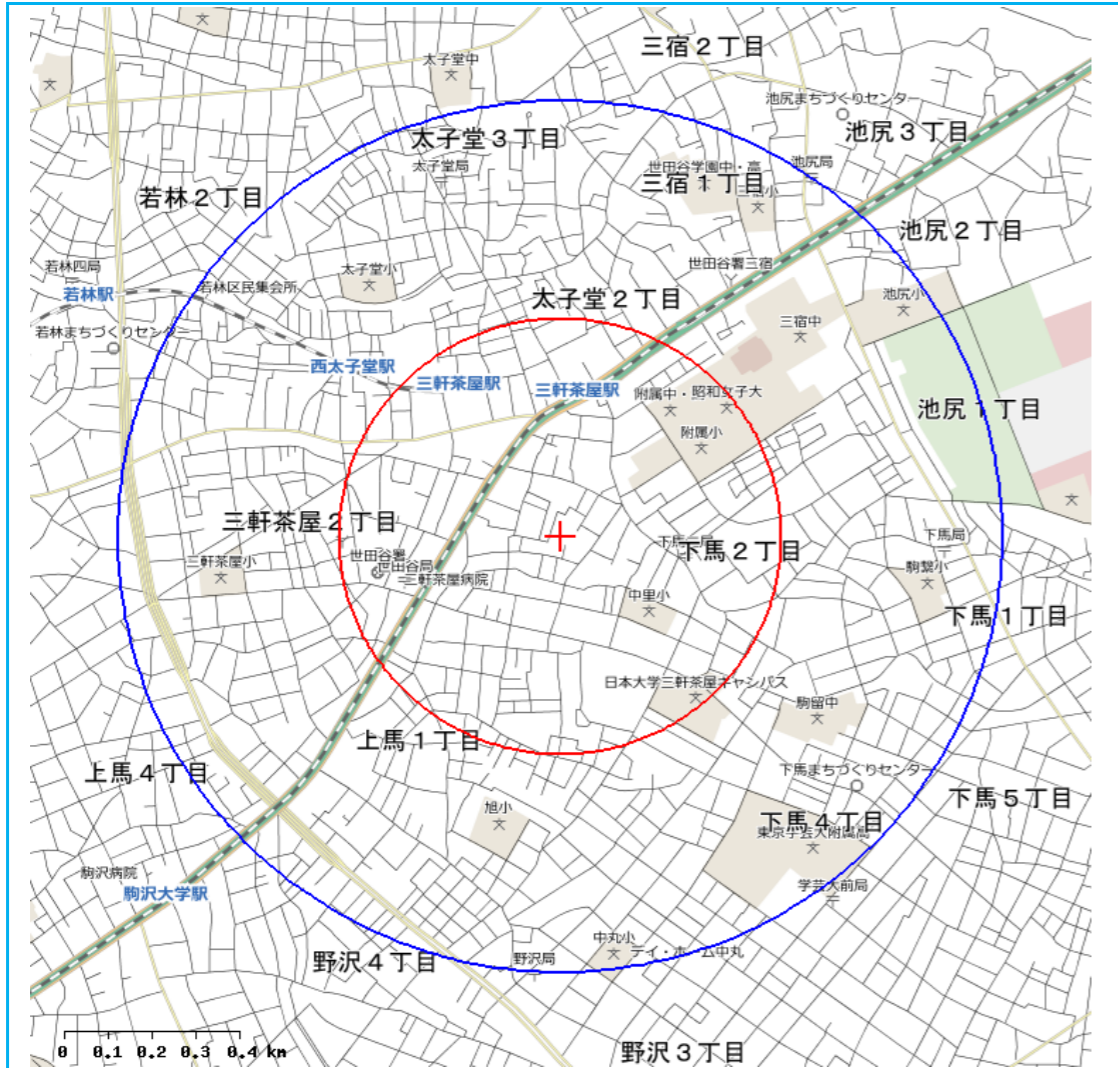 三宿２丁目
太子堂中
池尻まちづくりセンター
池尻３丁目
太子堂３丁目
太子堂局
世田谷学園中・高
池尻局
三宿１丁目
三宿小
若林２丁目
池尻２丁目
若林四局
世田谷署三宿
太子堂小
若林駅
若林区民集会所
太子堂２丁目
池尻小
三宿中
若林まちづくりセンター
西太子堂駅
三軒茶屋駅
三軒茶屋駅
附属中・昭和女子大
池尻１丁目
附属小
三軒茶屋２丁目
下馬局
下馬２丁目
世田谷署
世田谷局
三軒茶屋病院
三軒茶屋小
駒繋小
中里小
下馬１丁目
日本大学三軒茶屋キャンパス
駒留中
上馬１丁目
上馬４丁目
下馬まちづくりセンター
下馬５丁目
旭小
下馬４丁目
東京学芸大附属高
駒沢病院
駒沢大学駅
学芸大前局
中丸小
デイ・ホーム中丸
野沢局
野沢４丁目
野沢３丁目
0 0.1 0.2 0.3 0.4 km